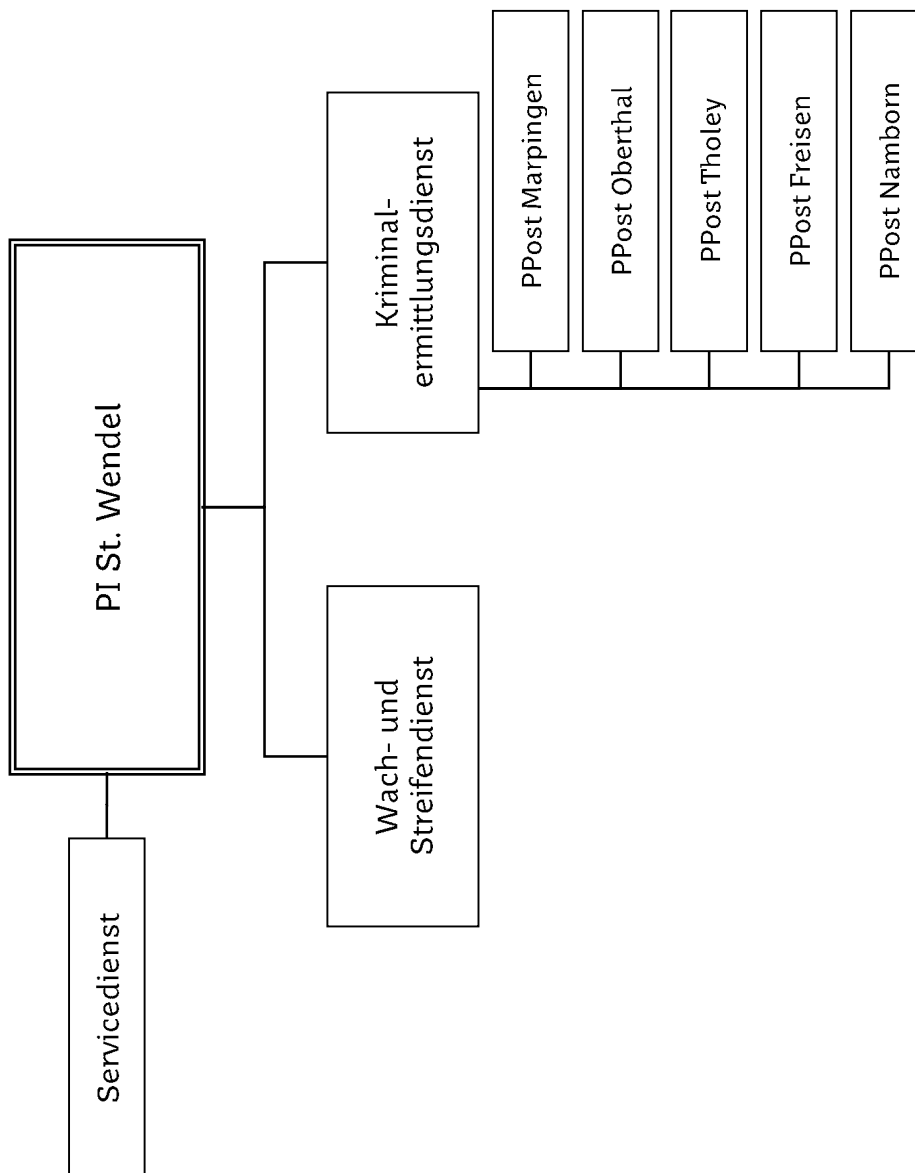 PI St. Wendel
Servicedienst
Wach- und
Streifendienst
Kriminal-
ermittlungsdienst
PPost Marpingen
PPost Oberthal
PPost Tholey
PPost Freisen
PPost Namborn